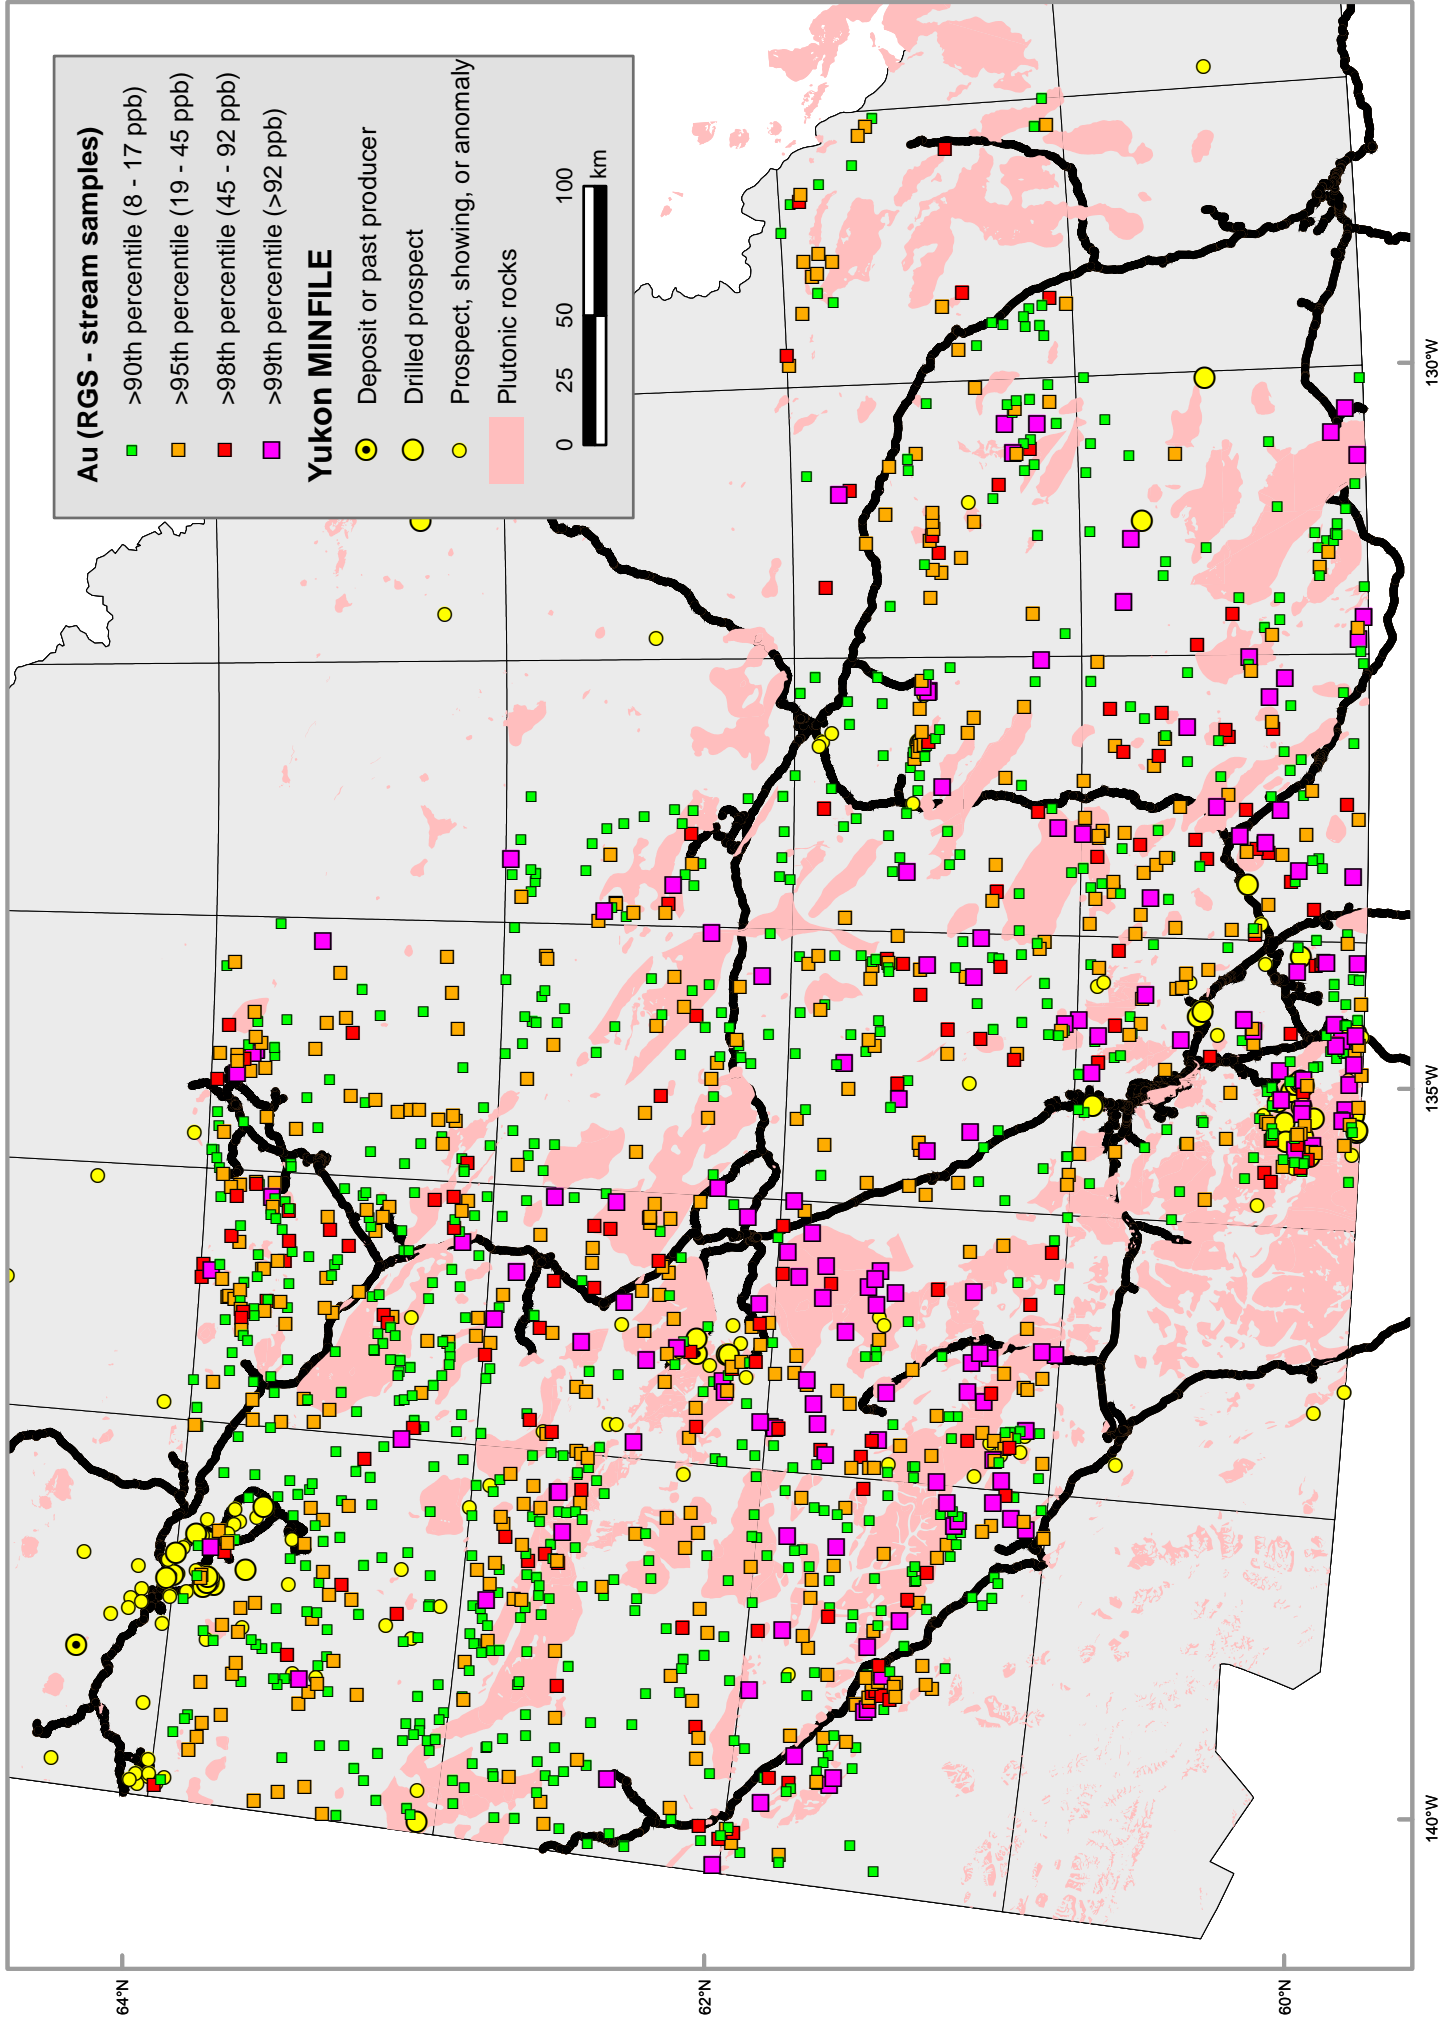 Au (RGS - stream samples)
>90th percentile (8 - 17 ppb)
>95th percentile (19 - 45 ppb)
>98th percentile (45 - 92 ppb)
>99th percentile (>92 ppb)
Yukon MINFILE
Deposit or past producer
Drilled prospect
Prospect, showing, or anomaly
Plutonic rocks
0 25 50 100
km
64°N
62°N
60°N
140°W
135°W
130°W